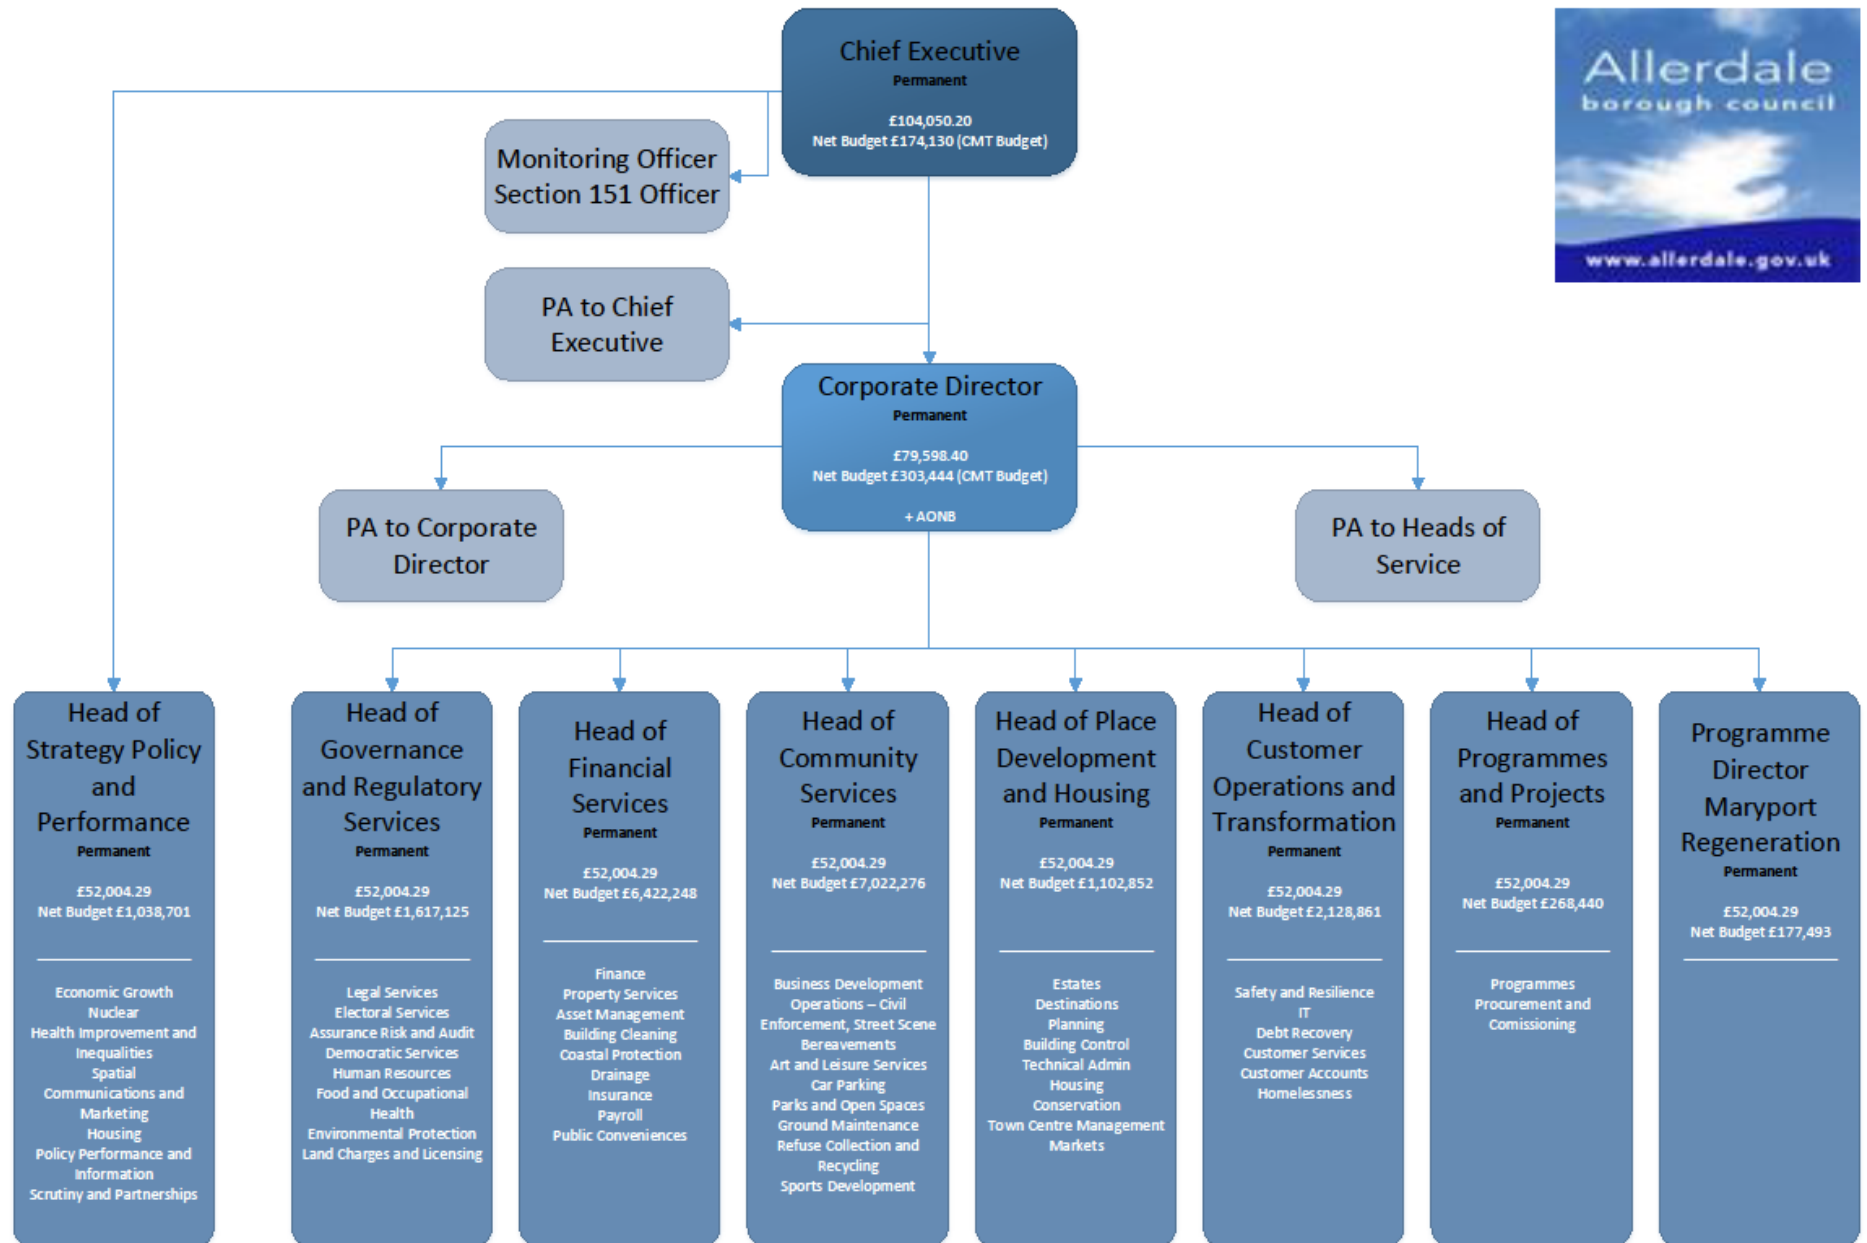 Chief Executive
Permanent
£104,050.20
Net Budget £174,130 (CMT Budget)
Allerdale
borough council
www.allerdale.gov.uk
Monitoring Officer
Section 151 Officer
PA to Chief
Executive
Corporate Director
Permanent
£79,598.40
Net Budget £303,444 (CMT Budget)
+ AONB
PA to Corporate
Director
PA to Heads of
Service
Head of
Strategy Policy
and
Performance
Permanent
£52,004.29
Net Budget £1,038,701
Economic Growth
Nuclear
Health Improvement and
Inequalities
Spatial
Communications and
Marketing
Housing
Policy Performance and
Information
Scrutiny and Partnerships
Head of
Governance
and Regulatory
Services
Permanent
£52,004.29
Net Budget £1,617,125
Legal Services
Electoral Services
Assurance Risk and Audit
Democratic Services
Human Resources
Food and Occupational
Health
Environmental Protection
Land Charges and Licensing
Head of
Financial
Services
Permanent
£52,004.29
Net Budget £6,422,248
Finance
Property Services
Asset Management
Building Cleaning
Coastal Protection
Drainage
Insurance
Payroll
Public Conveniences
Head of
Community
Services
Permanent
£52,004.29
Net Budget £7,022,276
Business Development
Operations – Civil
Enforcement, Street Scene
Bereavements
Art and Leisure Services
Car Parking
Parks and Open Spaces
Ground Maintenance
Refuse Collection and
Recycling
Sports Development
Head of Place
Development
and Housing
Permanent
£52,004.29
Net Budget £1,102,852
Estates
Destinations
Planning
Building Control
Technical Admin
Housing
Conservation
Town Centre Management
Markets
Head of
Customer
Operations and
Transformation
Permanent
£52,004.29
Net Budget £2,128,861
Safety and Resilience
IT
Debt Recovery
Customer Services
Customer Accounts
Homelessness
Head of
Programmes
and Projects
Permanent
£52,004.29
Net Budget £268,440
Programmes
Procurement and
Comissioning
Programme
Director
Maryport
Regeneration
Permanent
£52,004.29
Net Budget £177,493